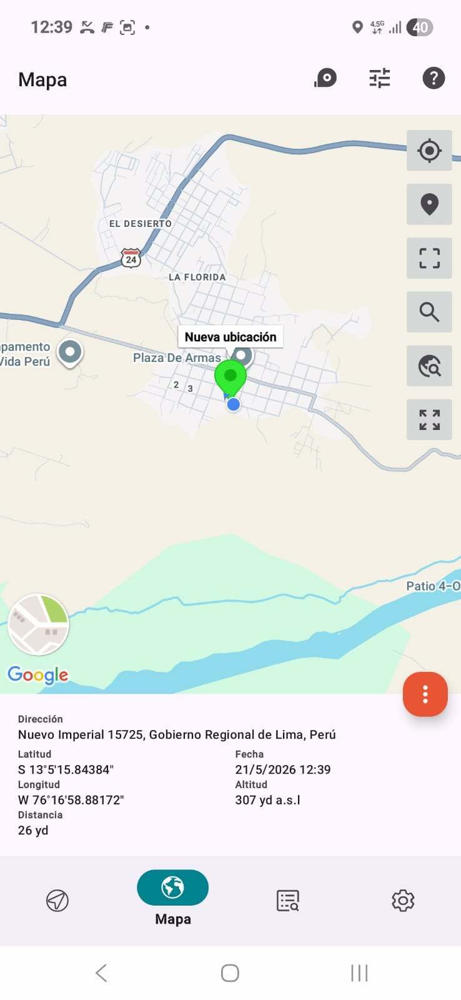 12:39
4.5G
40
Mapa
EL DESIERTO
24
LA FLORIDA
Nueva ubicación
pamento
Vida Perú
Plaza De Armas
2
3
Patio 4-O
Google
Dirección
Nuevo Imperial 15725, Gobierno Regional de Lima, Perú
Latitud
S 13°5'15.84384"
Fecha
21/5/2026 12:39
Longitud
W 76°16'58.88172"
Altitud
307 yd a.s.l
Distancia
26 yd
Mapa